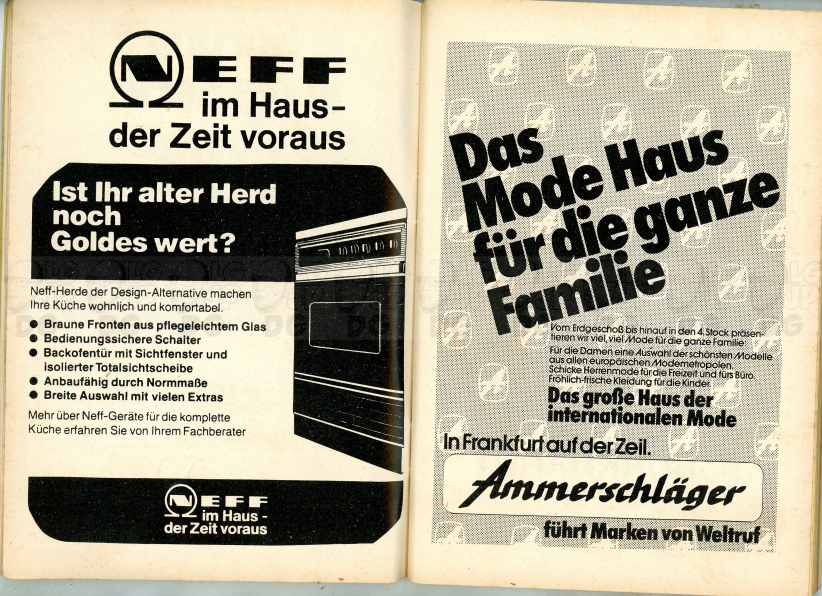 NEFF
im Haus-
der Zeit voraus
Ist Ihr alter Herd
noch
Goldes wert?
Neff-Herde der Design-Alternative machen
Ihre Küche wohnlich und komfortabel.
● Braune Fronten aus pflegeleichtem Glas
● Bedienungssichere Schalter
● Backofentür mit Sichtfenster und
isolierter Totalsichtscheibe
● Anbaufähig durch Normmaße
● Breite Auswahl mit vielen Extras
Mehr über Neff-Geräte für die komplette
Küche erfahren Sie von Ihrem Fachberater
NEFF
im Haus -
der Zeit voraus
Das
Mode Haus
für die ganze
Familie
Vom Erdgeschoß bis hinauf in den 4. Stock präsen-
tieren wir viel, viel Mode für die ganze Familie:
Für die Damen eine Auswahl der schönsten Modelle
aus allen europäischen Modemetropolen.
Schicke Herrenmode für die Freizeit und fürs Büro.
Fröhlich-frische Kleidung für die Kinder.
Das große Haus der
internationalen Mode
In Frankfurt auf der Zeil.
Ammerschläger
führt Marken von Weltruf